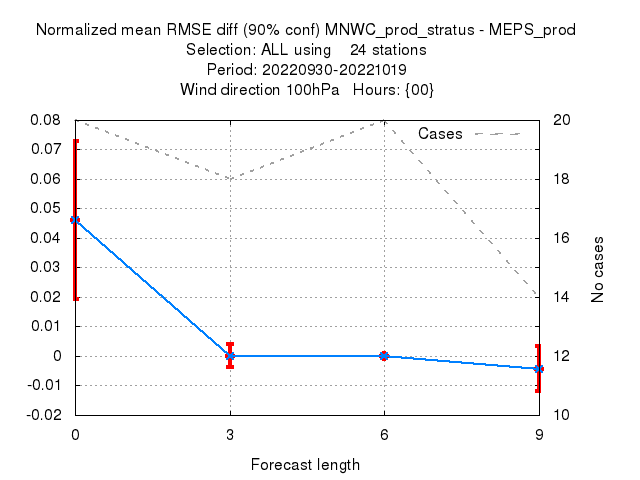 Normalized mean RMSE diff (90% conf) MNWC_prod_stratus - MEPS_prod
Selection: ALL using    24 stations
Period: 20220930-20221019
Wind direction 100hPa   Hours: {00}
0.08
0.07
0.06
0.05
0.04
0.03
0.02
0.01
0
-0.01
-0.02
Cases
20
18
16
14
12
10
No cases
0 3 6 9
Forecast length